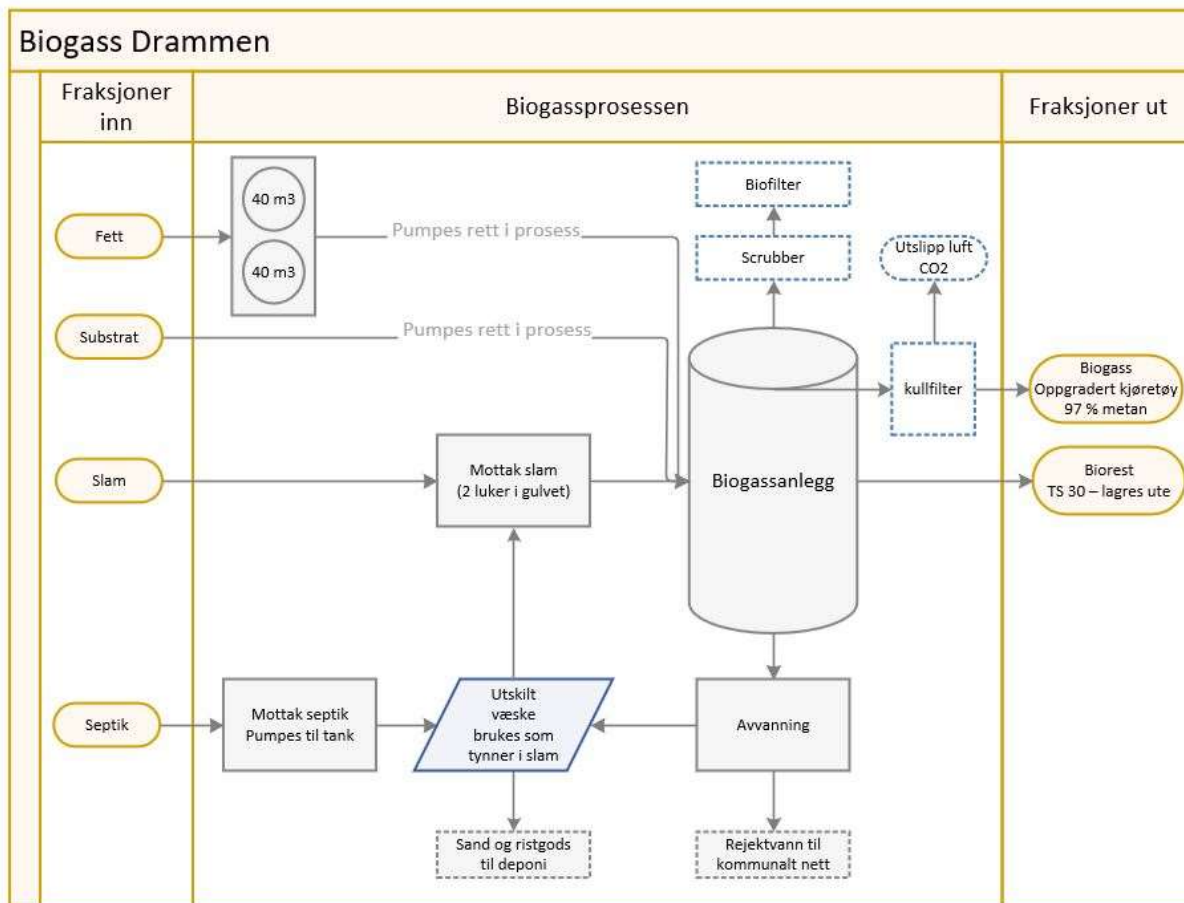 Biogass Drammen
Fraksjoner
inn
Biogassprosessen
Fraksjoner ut
Fett
40 m3
40 m3
Pumpes rett i prosess
Biofilter
Scrubber
Utslipp luft
CO2
Substrat
Pumpes rett i prosess
kullfilter
Biogass
Oppgradert kjøretøy
97 % metan
Slam
Mottak slam
(2 luker i gulvet)
Biogassanlegg
Biorest
TS 30 – lagres ute
Septik
Mottak septik
Pumpes til tank
Utskilt
væske
brukes som
tynner i slam
Avvanning
Sand og ristgods
til deponi
Rejektvann til
kommunalt nett